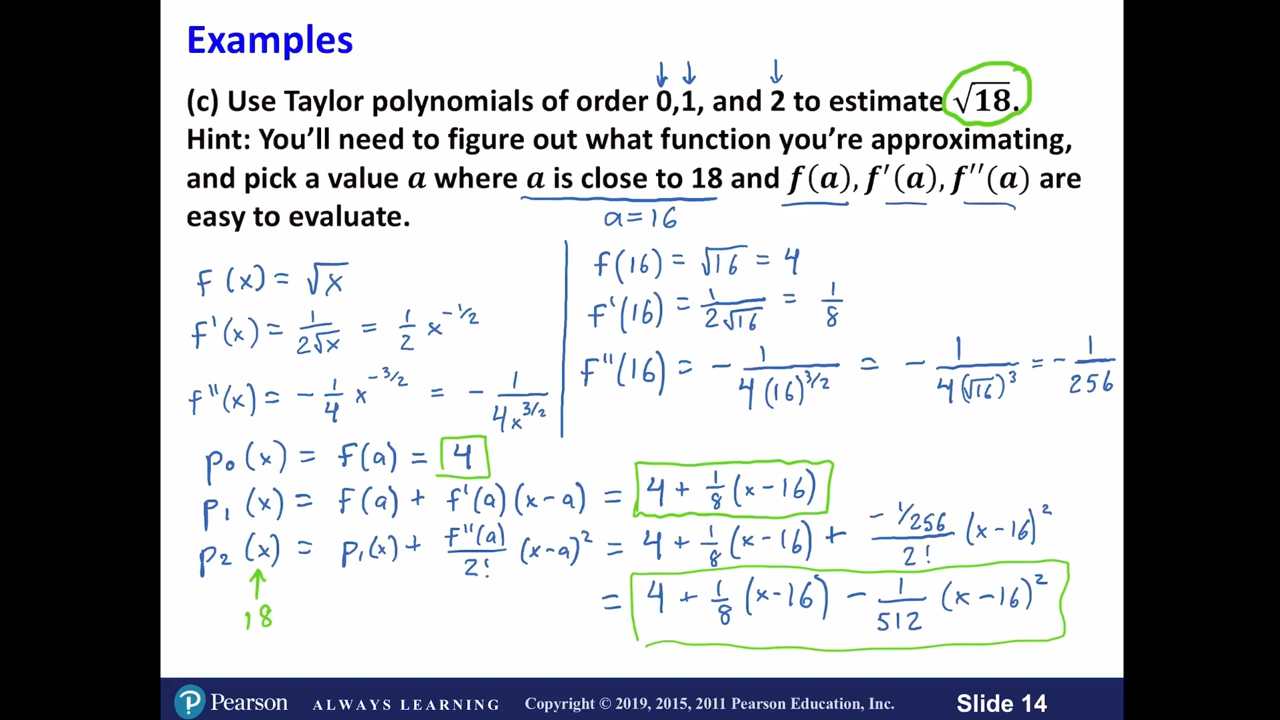 Examples
(c) Use Taylor polynomials of order 0,1, and 2 to estimate √18.
Hint: You'll need to figure out what function you're approximating,
and pick a value a where a is close to 18 and f(a), f′(a), f′′(a) are
easy to evaluate.
a = 16
f(x) = √x
f'(x) = 1/(2√x) = 1/2 x^(-1/2)
f"(x) = -1/4 x^(-3/2) = - 1/(4x^(3/2))
f(16) = √16 = 4
f'(16) = 1/(2√16) = 1/8
f"(16) = - 1/(4(16)^(3/2)) = - 1/(4(√16)^3) = - 1/256
p₀(x) = f(a) = 4
p₁(x) = f(a) + f'(a)(x-a) = 4 + 1/8 (x-16)
p₂(x) = p₁(x) + f"(a)/2! (x-a)² = 4 + 1/8 (x-16) + (-1/256)/2! (x-16)²
18
= 4 + 1/8 (x-16) - 1/512 (x-16)²
Pearson ALWAYS LEARNING Copyright © 2019, 2015, 2011 Pearson Education, Inc. Slide 14